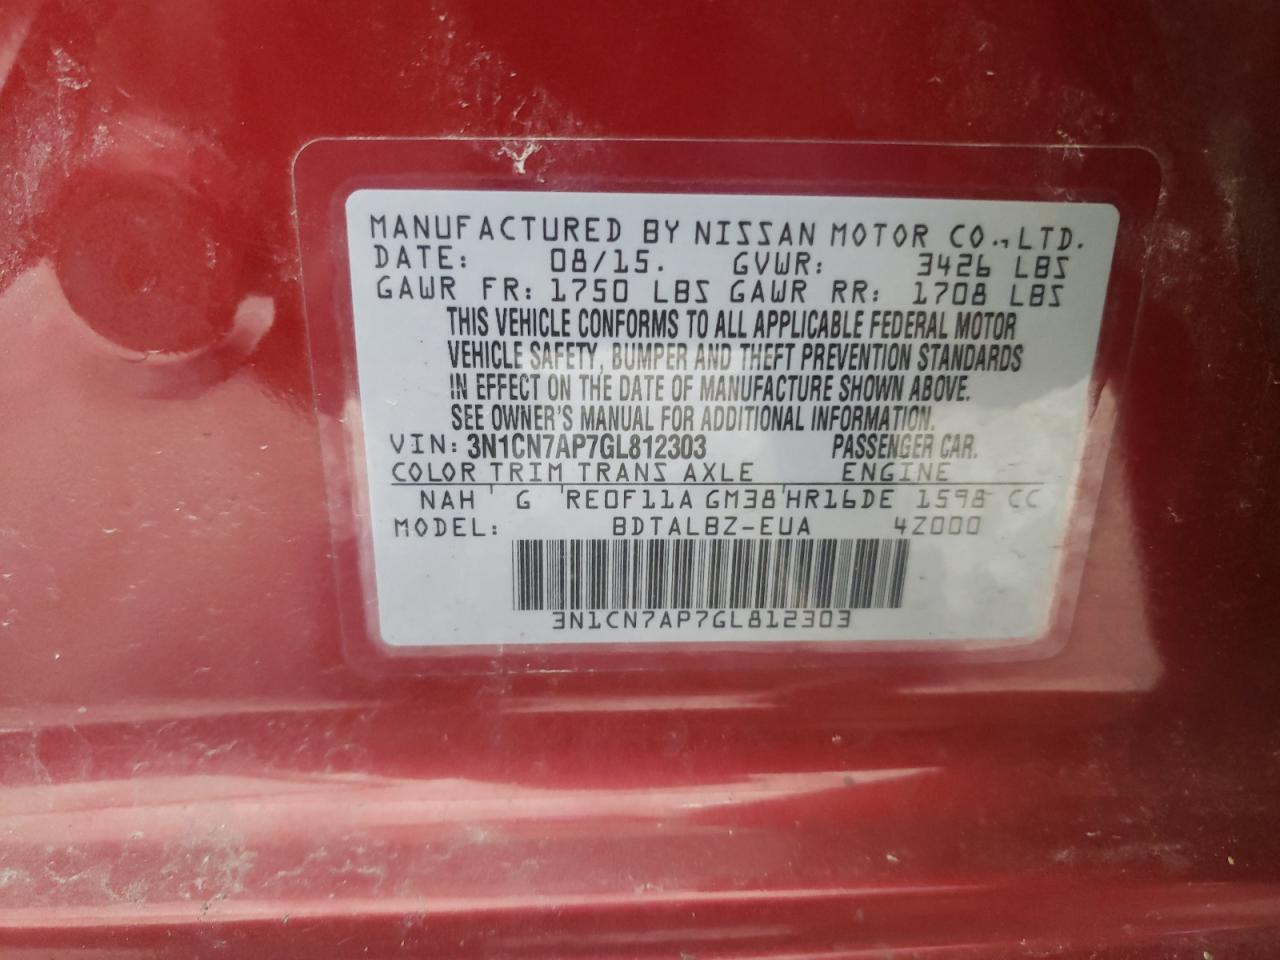 MANUFACTURED BY NISSAN MOTOR CO.,LTD.
DATE: 08/15. GVWR: 3426 LBS
GAWR FR: 1750 LBS GAWR RR: 1708 LBS
THIS VEHICLE CONFORMS TO ALL APPLICABLE FEDERAL MOTOR
VEHICLE SAFETY, BUMPER AND THEFT PREVENTION STANDARDS
IN EFFECT ON THE DATE OF MANUFACTURE SHOWN ABOVE.
SEE OWNER'S MANUAL FOR ADDITIONAL INFORMATION.
VIN: 3N1CN7AP7GL812303 PASSENGER CAR.
COLOR TRIM TRANS AXLE ENGINE
NAH G RE0F11A GM38 HR16DE 1598 CC
MODEL: BDTALBZ-EUA 4Z000
3N1CN7AP7GL812303